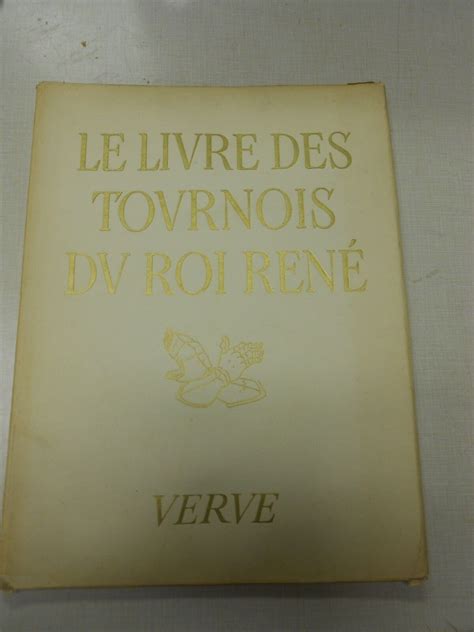 LE LIVRE DES
TOVRNOIS
DV ROI RENÉ
VERVE